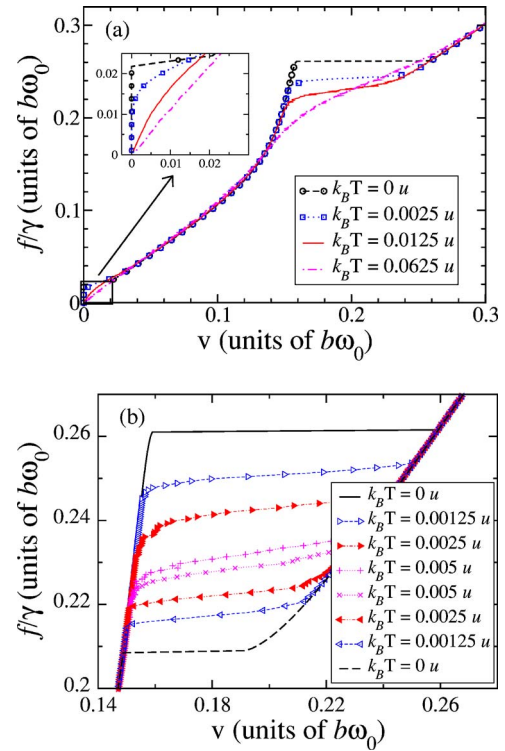 (a)
0.3
0.2
0.1
0
f/γ (units of bω₀)
0.02
0.01
0
0
0.01
0.02
k_BT = 0 u
k_BT = 0.0025 u
k_BT = 0.0125 u
k_BT = 0.0625 u
0
0.1
0.2
0.3
v (units of bω₀)
(b)
0.26
0.24
0.22
0.2
f/γ (units of bω₀)
k_BT = 0 u
k_BT = 0.00125 u
k_BT = 0.0025 u
k_BT = 0.005 u
k_BT = 0.005 u
k_BT = 0.0025 u
k_BT = 0.00125 u
k_BT = 0 u
0.14
0.18
0.22
0.26
v (units of bω₀)